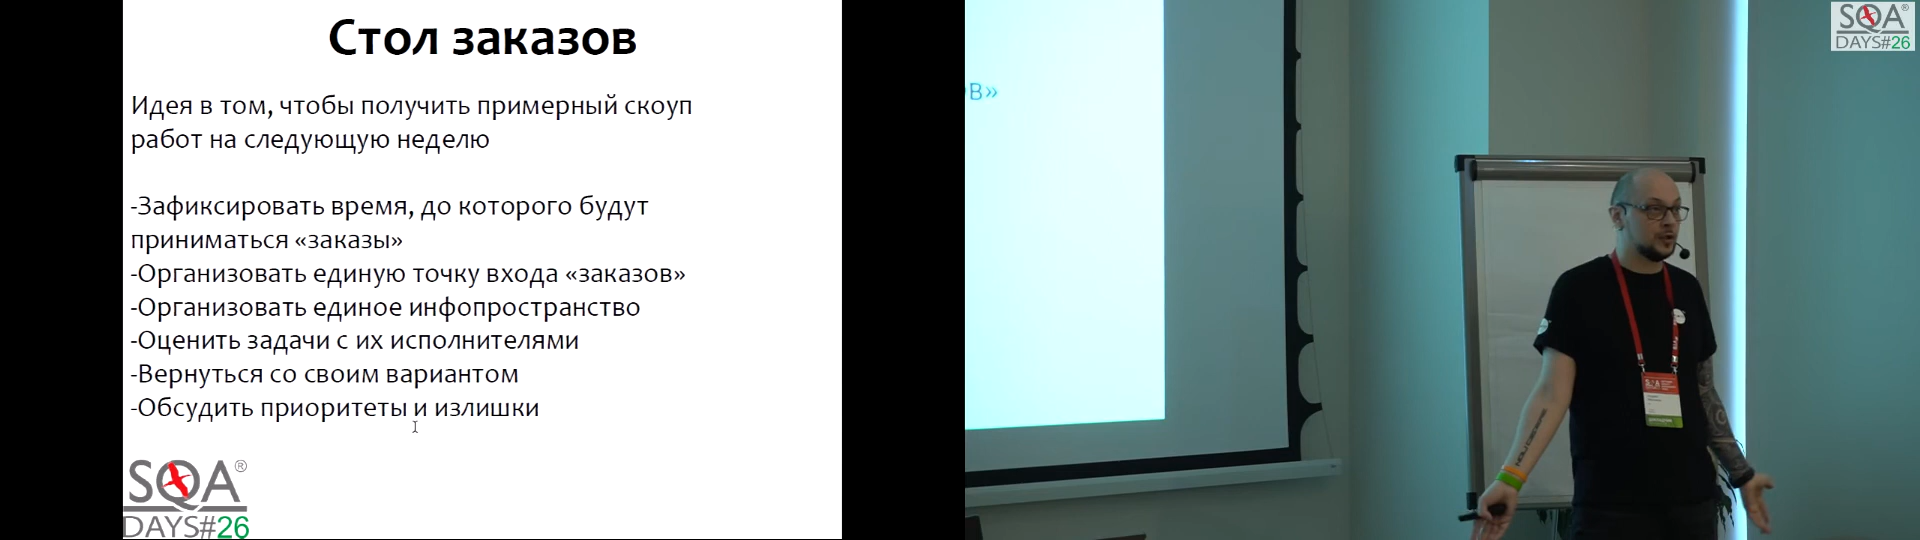 Стол заказов
Идея в том, чтобы получить примерный скоуп
работ на следующую неделю
-Зафиксировать время, до которого будут
приниматься «заказы»
-Организовать единую точку входа «заказов»
-Организовать единое инфопространство
-Оценить задачи с их исполнителями
-Вернуться со своим вариантом
-Обсудить приоритеты и излишки
SQA®
DAYS#26
ов»
SQA®
DAYS#26